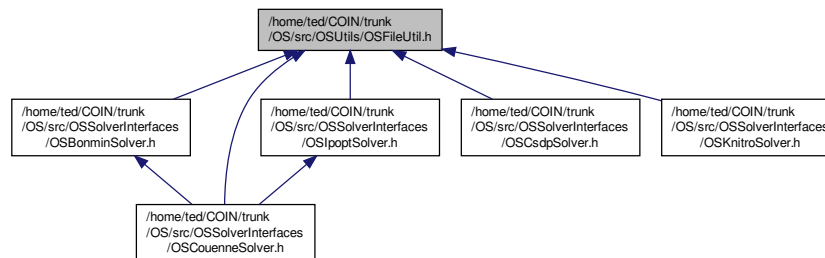 /home/ted/COIN/trunk
/OS/src/OSUtils/OSFileUtil.h
/home/ted/COIN/trunk
/OS/src/OSSolverInterfaces
/OSBonminSolver.h
/home/ted/COIN/trunk
/OS/src/OSSolverInterfaces
/OSIpoptSolver.h
/home/ted/COIN/trunk
/OS/src/OSSolverInterfaces
/OSCsdpSolver.h
/home/ted/COIN/trunk
/OS/src/OSSolverInterfaces
/OSKnitroSolver.h
/home/ted/COIN/trunk
/OS/src/OSSolverInterfaces
/OSCouenneSolver.h